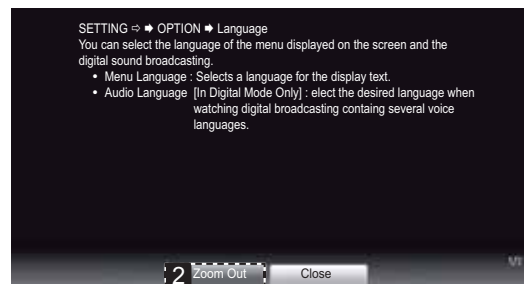 SETTING ⇨ ➡ OPTION ➡ Language
You can select the language of the menu displayed on the screen and the
digital sound broadcasting.
• Menu Language : Selects a language for the display text.
• Audio Language [In Digital Mode Only] : elect the desired language when
watching digital broadcasting containg several voice
languages.
2 Zoom Out Close
1/1